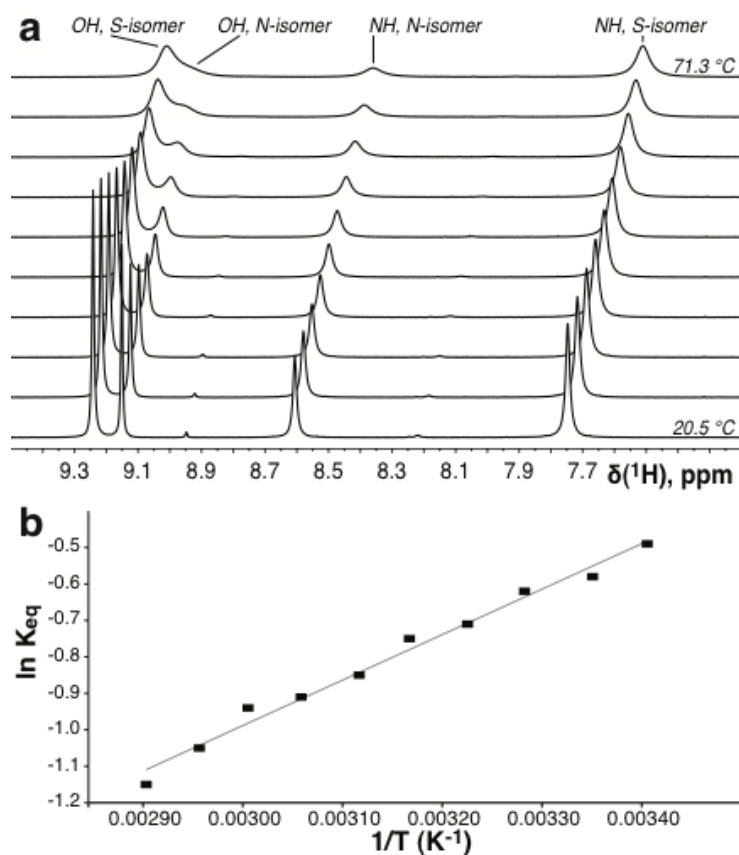 a
OH, S-isomer OH, N-isomer NH, N-isomer NH, S-isomer
71.3 °C
20.5 °C
9.3 9.1 8.9 8.7 8.5 8.3 8.1 7.9 7.7 δ(¹H), ppm
b
-0.5
-0.6
-0.7
-0.8
-0.9
-1.0
-1.1
-1.2
ln Keq
0.00290 0.00300 0.00310 0.00320 0.00330 0.00340
1/T (K⁻¹)